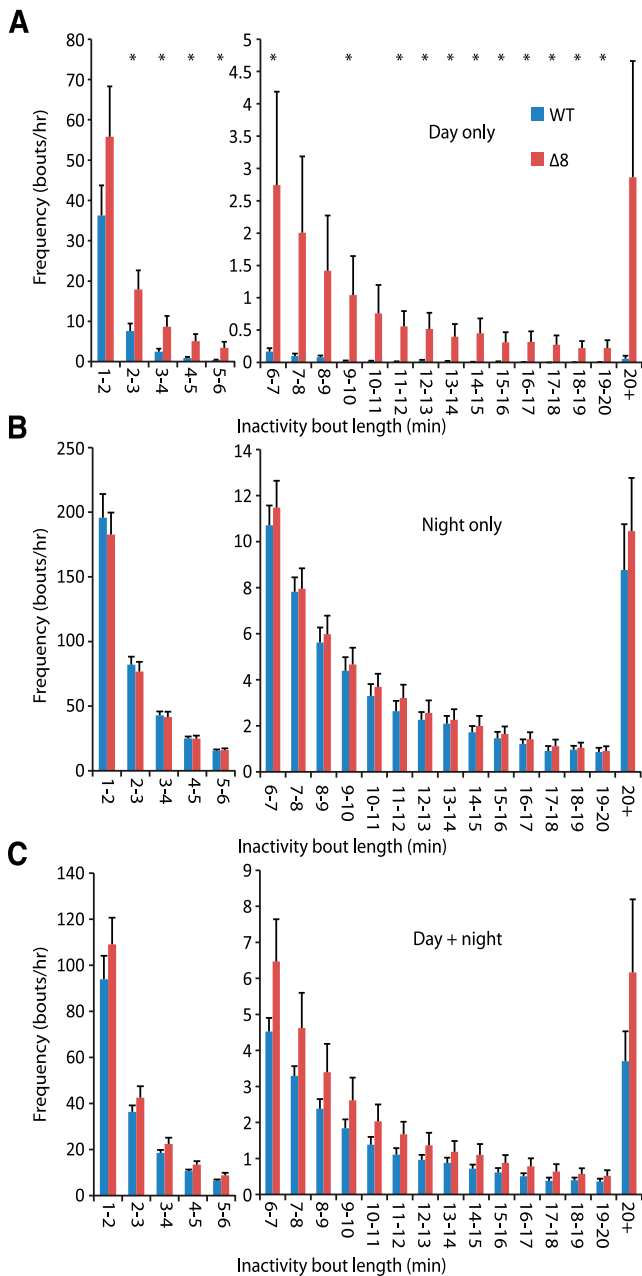 A
Frequency (bouts/hr)
80
70
60
50
40
30
20
10
0
* * * *
1-2 2-3 3-4 4-5 5-6
5
4.5
4
3.5
3
2.5
2
1.5
1
0.5
0
* * * * * * * * * * *
Day only
WT
Δ8
6-7 7-8 8-9 9-10 10-11 11-12 12-13 13-14 14-15 15-16 16-17 17-18 18-19 19-20 20+
Inactivity bout length (min)
B
Frequency (bouts/hr)
250
200
150
100
50
0
1-2 2-3 3-4 4-5 5-6
14
12
10
8
6
4
2
0
Night only
6-7 7-8 8-9 9-10 10-11 11-12 12-13 13-14 14-15 15-16 16-17 17-18 18-19 19-20 20+
Inactivity bout length (min)
C
Frequency (bouts/hr)
140
120
100
80
60
40
20
0
1-2 2-3 3-4 4-5 5-6
9
8
7
6
5
4
3
2
1
0
Day + night
6-7 7-8 8-9 9-10 10-11 11-12 12-13 13-14 14-15 15-16 16-17 17-18 18-19 19-20 20+
Inactivity bout length (min)